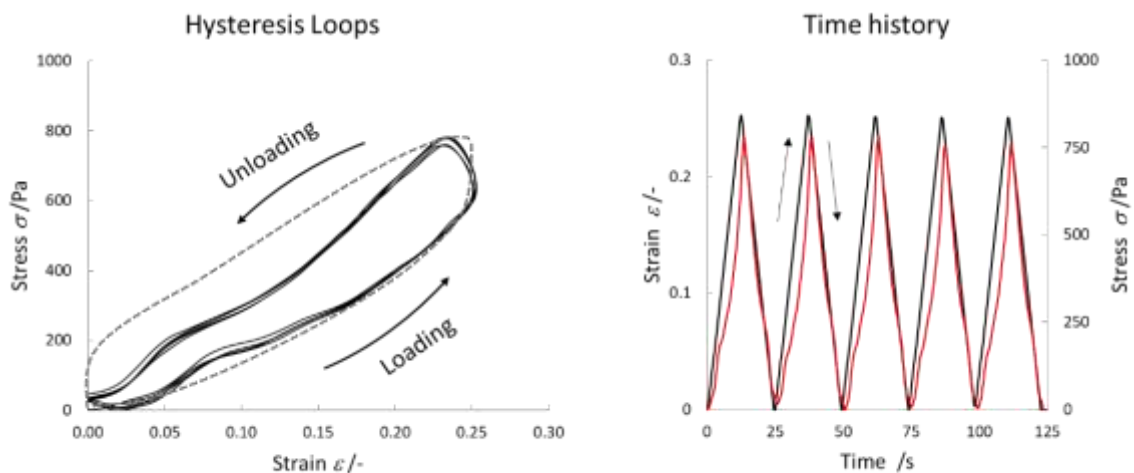 Hysteresis Loops
Stress σ/Pa
1000
800
600
400
200
0
0.00 0.05 0.10 0.15 0.20 0.25 0.30
Strain ε/-
Unloading
Loading
Time history
Strain ε/-
0.3
0.2
0.1
0
1000
750
500
250
0
Stress σ/Pa
0 25 50 75 100 125
Time /s